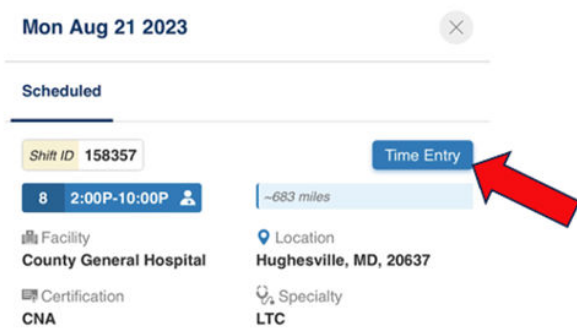 Mon Aug 21 2023
Scheduled
Shift ID 158357
Time Entry
8 2:00P-10:00P
~683 miles
Facility
County General Hospital
Location
Hughesville, MD, 20637
Certification
CNA
Specialty
LTC